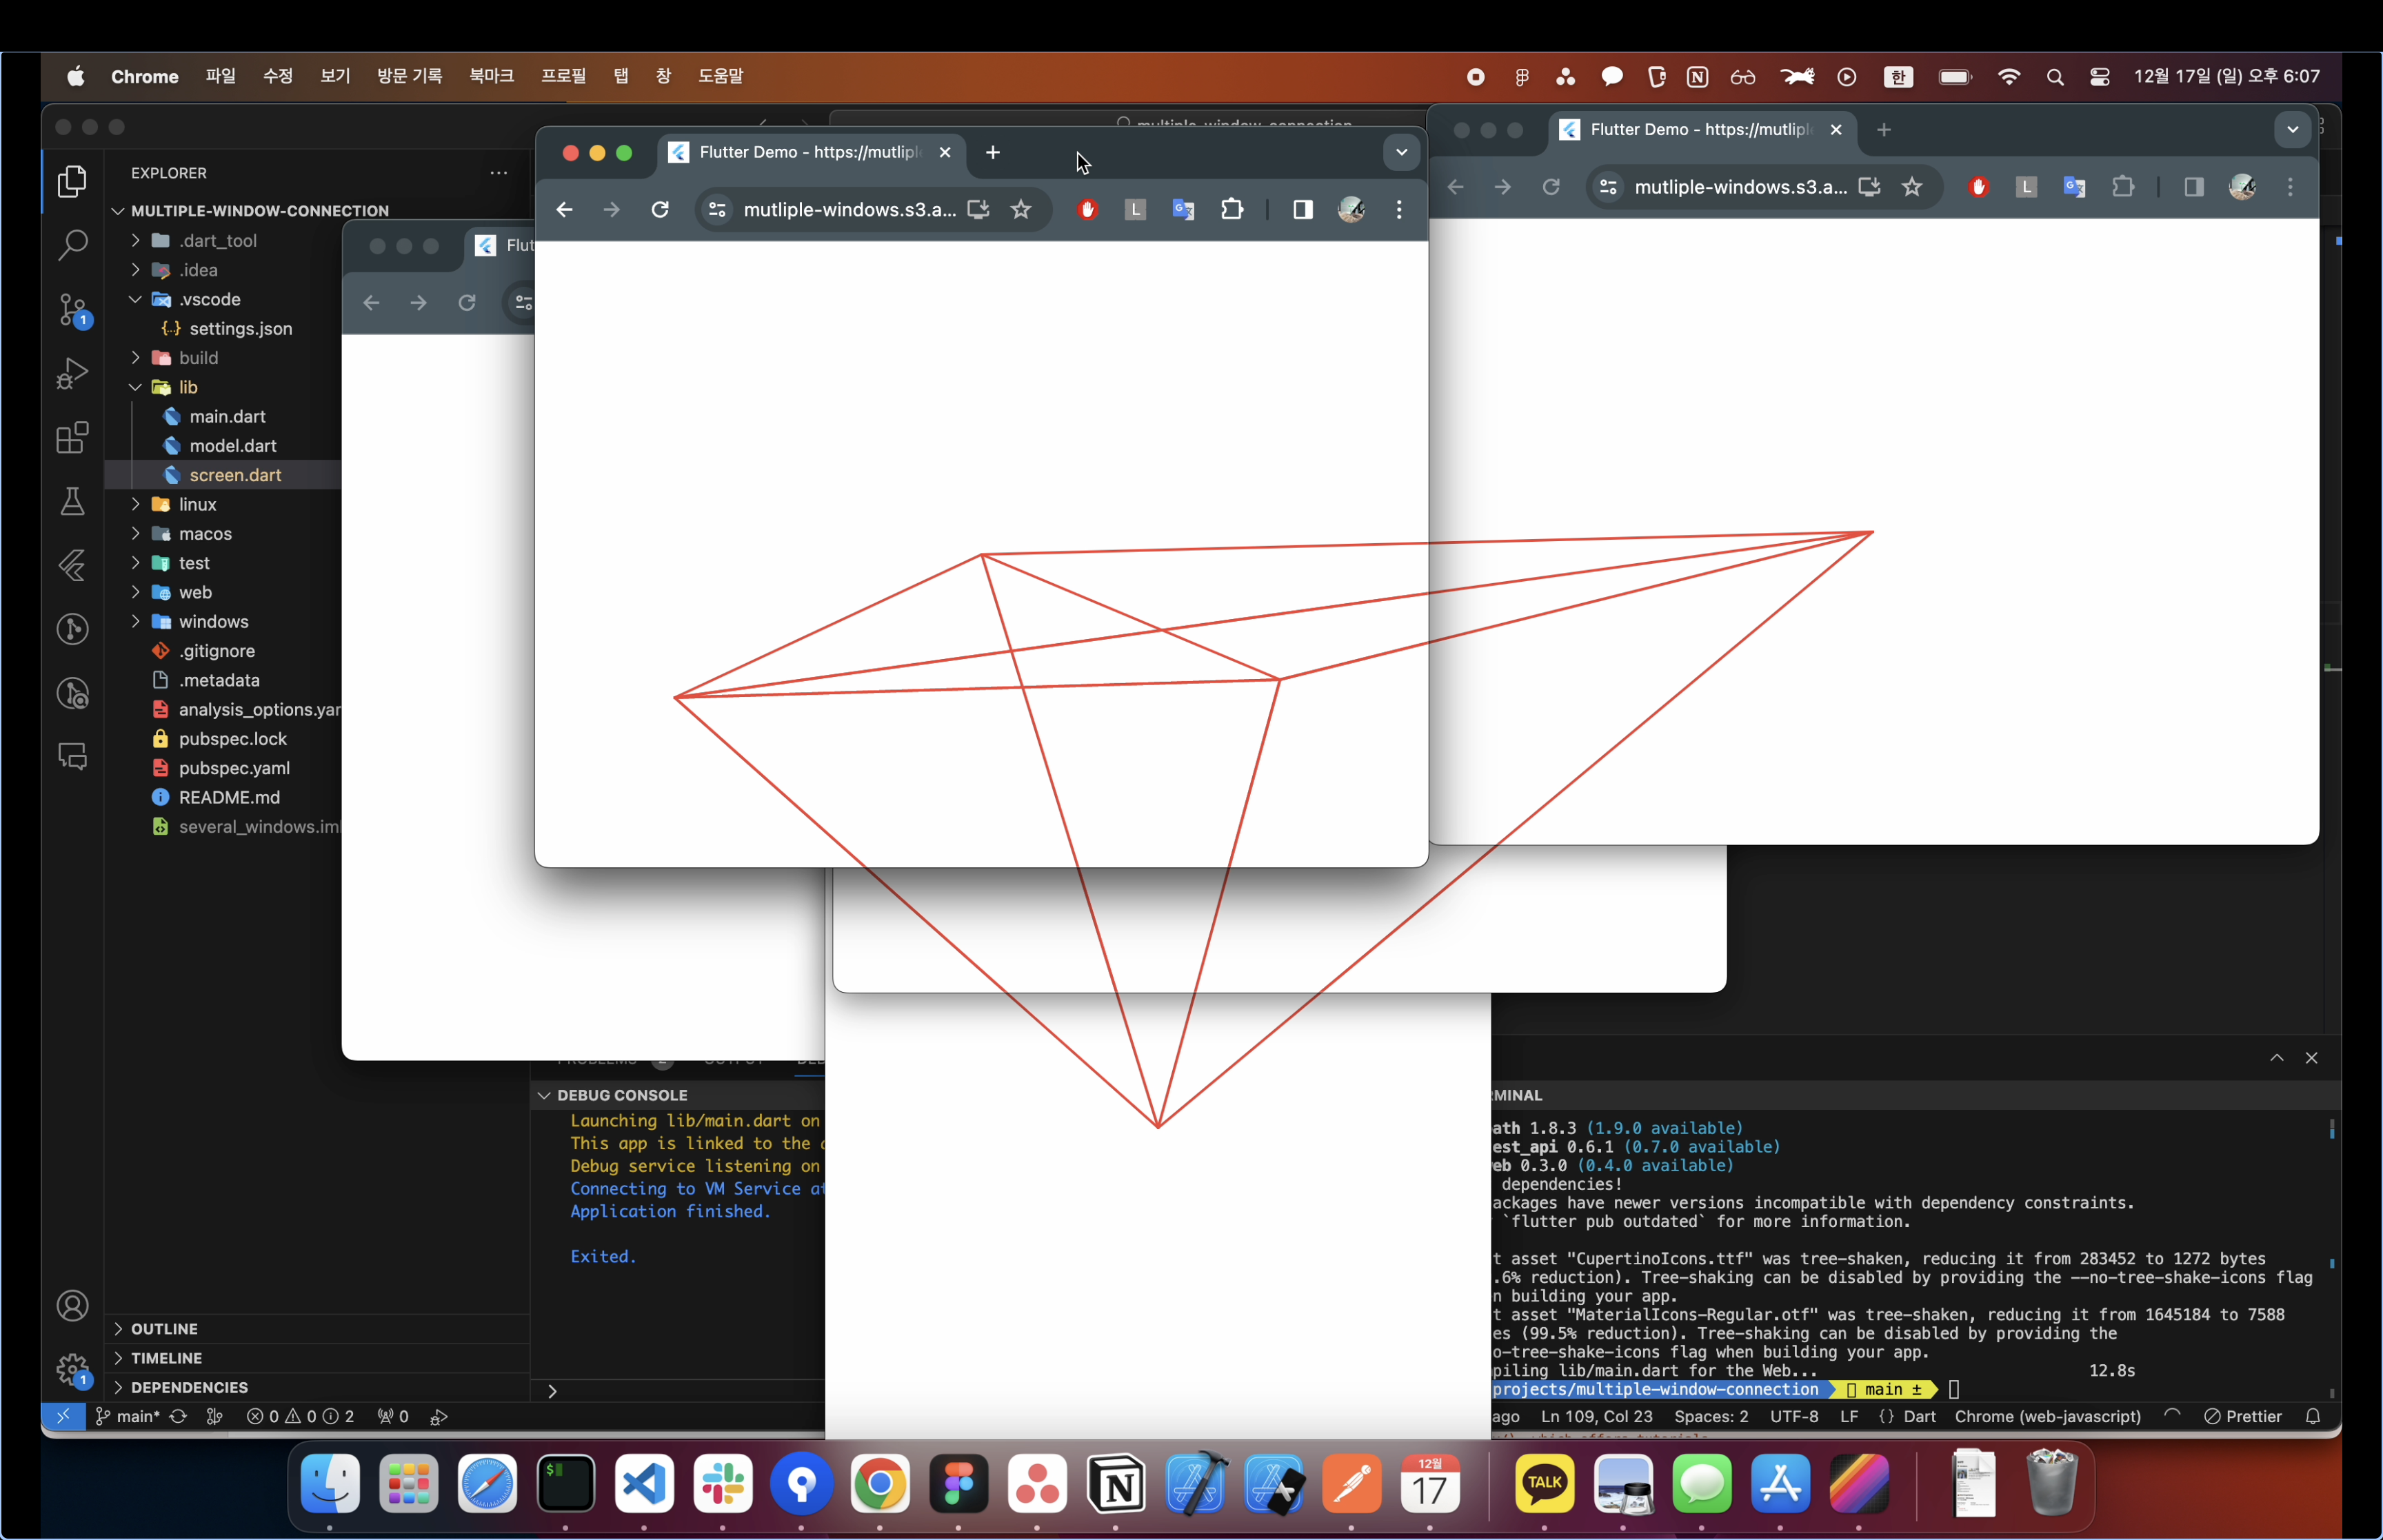 Chrome 파일 수정 보기 방문 기록 북마크 프로필 탭 창 도움말
한 12월 17일 (일) 오후 6:07
multiple_window_connection
Flutter Demo - https://mutlipl
mutliple-windows.s3.a...
L
Flutter Demo - https://mutlipl
mutliple-windows.s3.a...
L
Flut
EXPLORER
MULTIPLE-WINDOW-CONNECTION
.dart_tool
.idea
.vscode
settings.json
build
lib
main.dart
model.dart
screen.dart
linux
macos
test
web
windows
.gitignore
.metadata
analysis_options.yar
pubspec.lock
pubspec.yaml
README.md
several_windows.iml
1
OUTLINE
TIMELINE
DEPENDENCIES
1
DEBUG CONSOLE
Launching lib/main.dart on
This app is linked to the
Debug service listening on
Connecting to VM Service at
Application finished.
Exited.
RMINAL
ath 1.8.3 (1.9.0 available)
est_api 0.6.1 (0.7.0 available)
eb 0.3.0 (0.4.0 available)
dependencies!
ackages have newer versions incompatible with dependency constraints.
`flutter pub outdated` for more information.
t asset "CupertinoIcons.ttf" was tree-shaken, reducing it from 283452 to 1272 bytes
.6% reduction). Tree-shaking can be disabled by providing the --no-tree-shake-icons flag
n building your app.
t asset "MaterialIcons-Regular.otf" was tree-shaken, reducing it from 1645184 to 7588
es (99.5% reduction). Tree-shaking can be disabled by providing the
o-tree-shake-icons flag when building your app.
piling lib/main.dart for the Web... 12.8s
projects/multiple-window-connection main ±
main* 0 0 2 0
ago Ln 109, Col 23 Spaces: 2 UTF-8 LF {} Dart Chrome (web-javascript) Prettier
TALK
12월
17